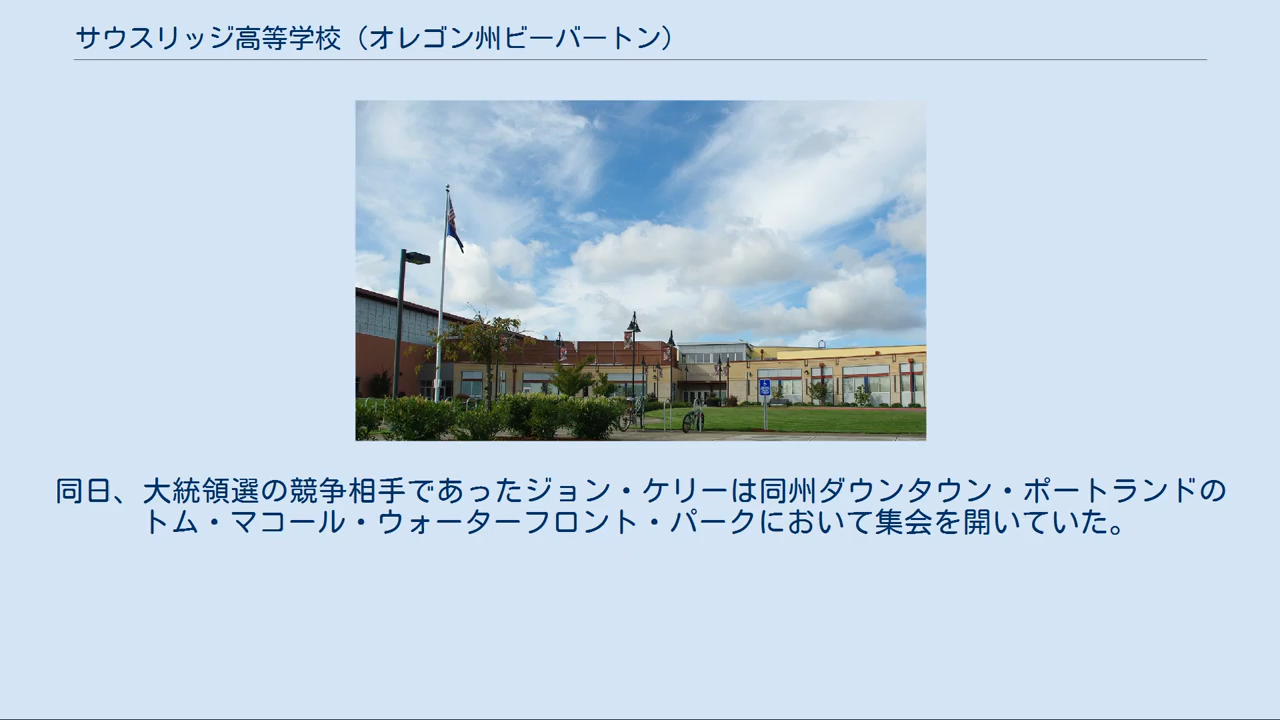 サウスリッジ高等学校（オレゴン州ビーバートン）
同日、大統領選の競争相手であったジョン・ケリーは同州ダウンタウン・ポートランドの
トム・マコール・ウォーターフロント・パークにおいて集会を開いていた。